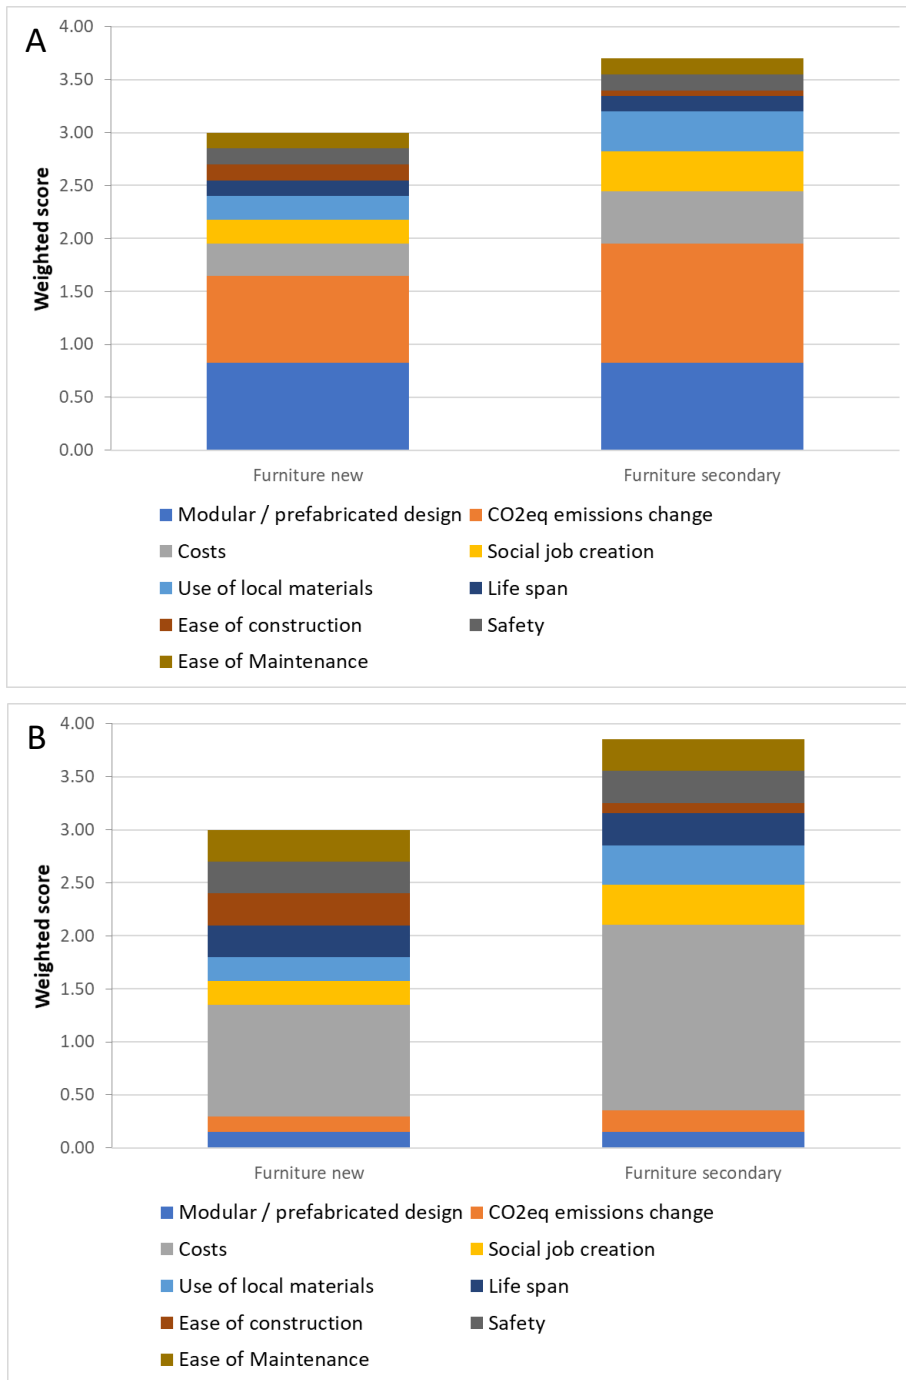 A
4.00
3.50
3.00
2.50
2.00
1.50
1.00
0.50
0.00
Weighted score
Furniture new Furniture secondary
Modular / prefabricated design CO2eq emissions change
Costs Social job creation
Use of local materials Life span
Ease of construction Safety
Ease of Maintenance
B
4.00
3.50
3.00
2.50
2.00
1.50
1.00
0.50
0.00
Weighted score
Furniture new Furniture secondary
Modular / prefabricated design CO2eq emissions change
Costs Social job creation
Use of local materials Life span
Ease of construction Safety
Ease of Maintenance